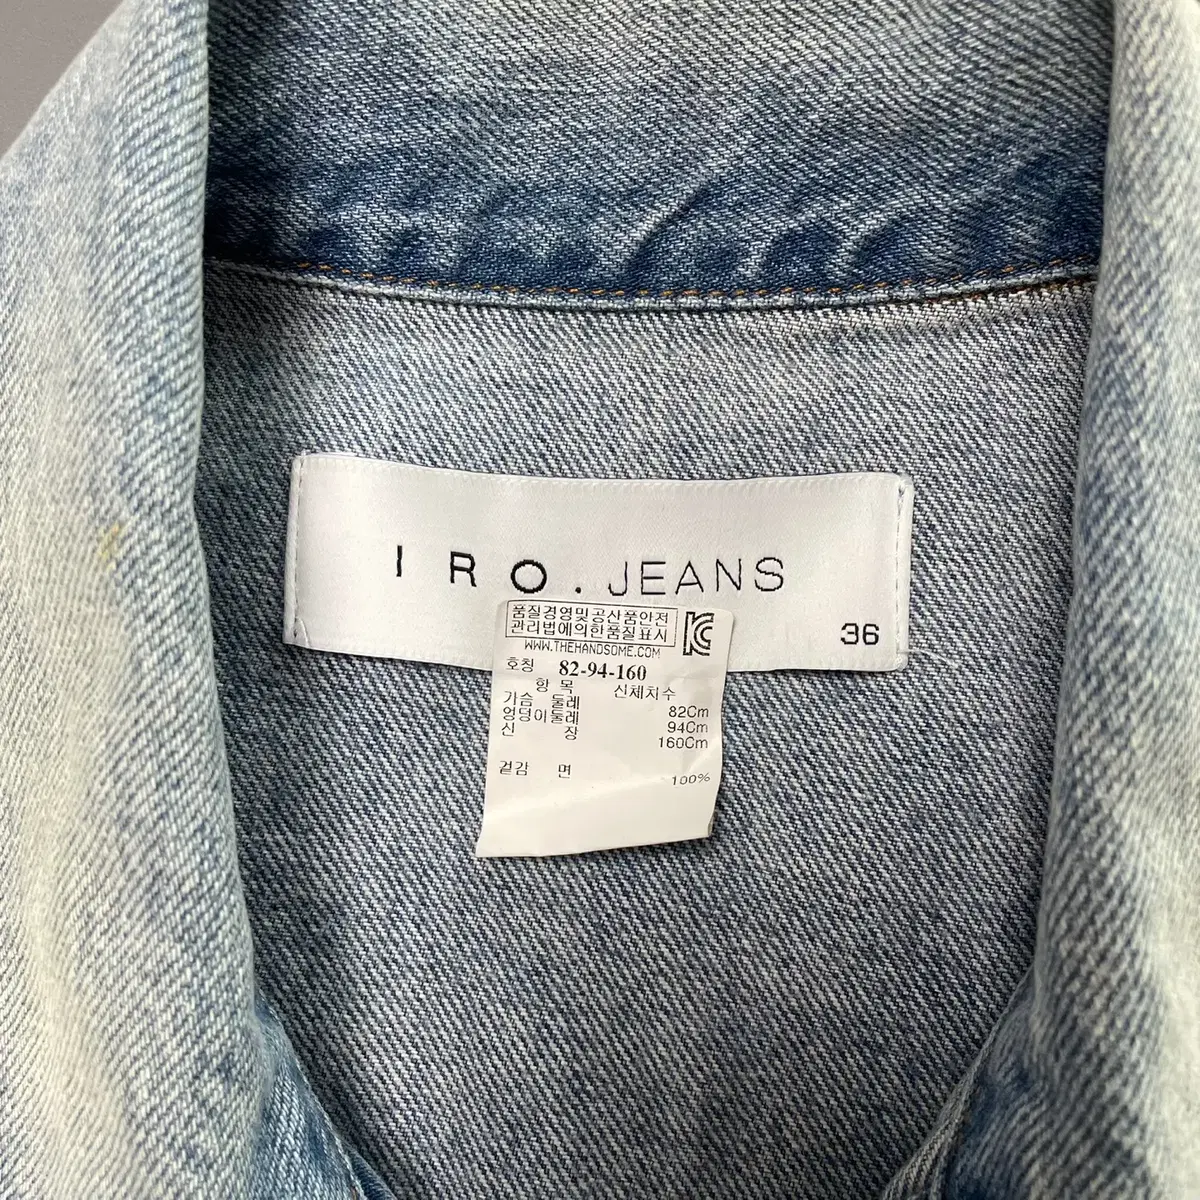 IRO.JEANS
36
품질경영및공산품안전
관리법에의한품질표시
WWW.THEHANDSOME.COM
호칭 82-94-160
항 목 신체치수
가슴 둘레 82Cm
엉덩이둘레 94Cm
신 장 160Cm
겉감 면 100%